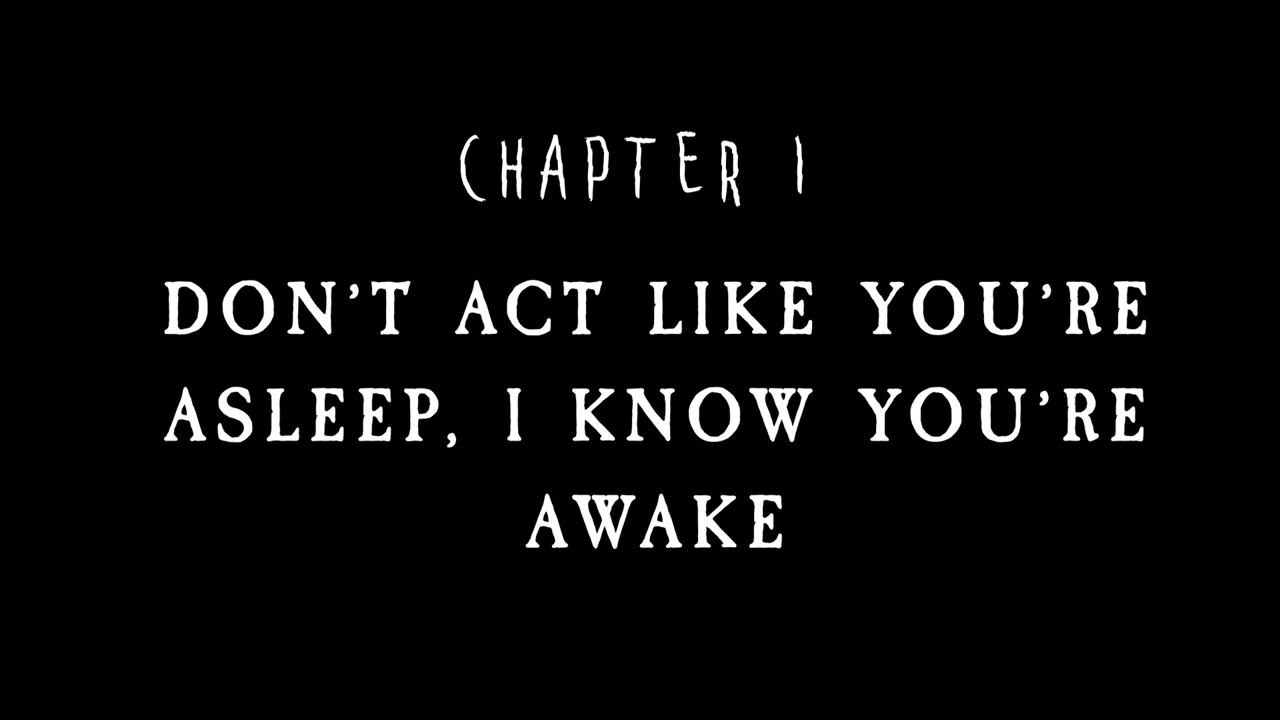 CHAPTER 1
DON'T ACT LIKE YOU'RE
ASLEEP, I KNOW YOU'RE
AWAKE